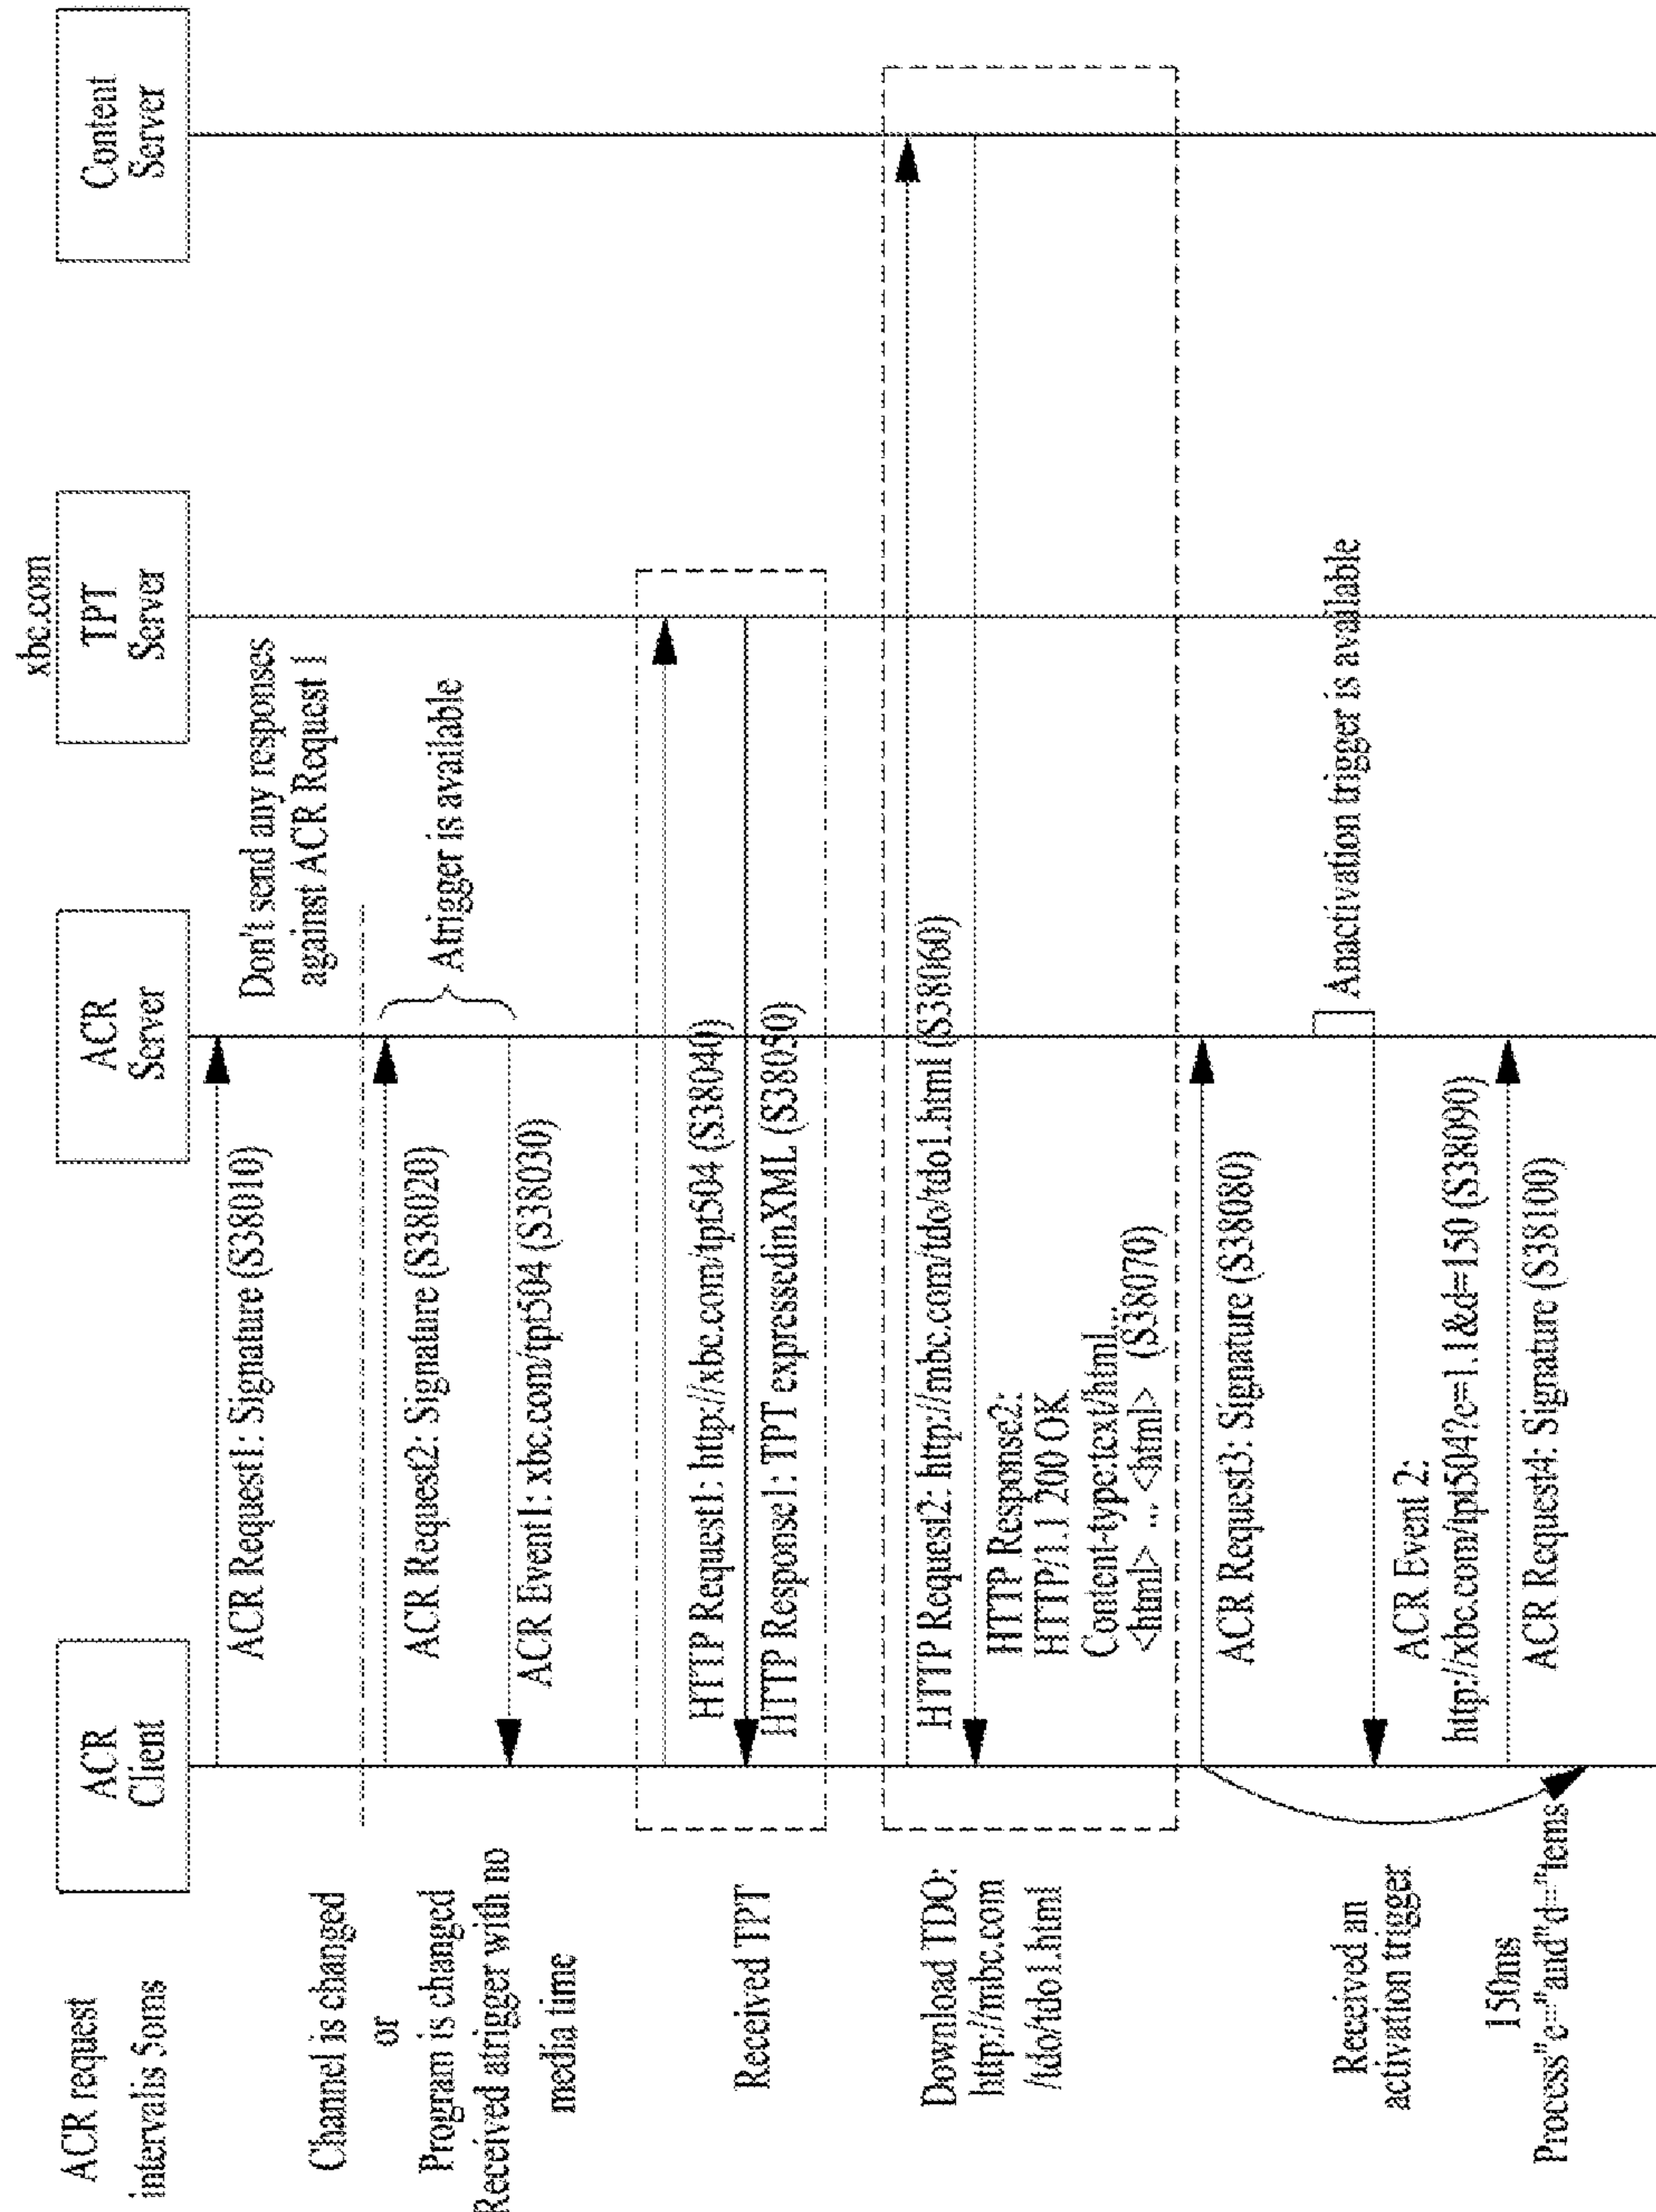 ACR request
intervalis 5oms
ACR
Client
ACR
Server
xbc.com
TPT
Server
Content
Server
ACR Request1: Signature (S38010)
Don't send any responses
against ACR Request 1
Channel is changed
or
Program is changed
Received atrigger with no
media time
ACR Request2: Signature (S38020)
Atrigger is available
ACR Event1: xbc.com/tpt504 (S38030)
Received TPT
HTTP Request1: http://xbc.com/tpt504 (S38040)
HTTP Response1: TPT expressedinXML (S38050)
Download TDO:
http://mbc.com
/tdo/tdo1.html
HTTP Request2: http://mbc.com/tdo/tdo1.html (S38060)
HTTP Response2:
HTTP/1.1 200 OK
Content-type:text/html...
<html> ... <html> (S38070)
ACR Request3: Signature (S38080)
Anactivation trigger is available
Received an
activation trigger
ACR Event 2:
http://xbc.com/tpt504?e=1.1&d=150 (S38090)
ACR Request4: Signature (S38100)
150ms
Process"e="and"d="tems